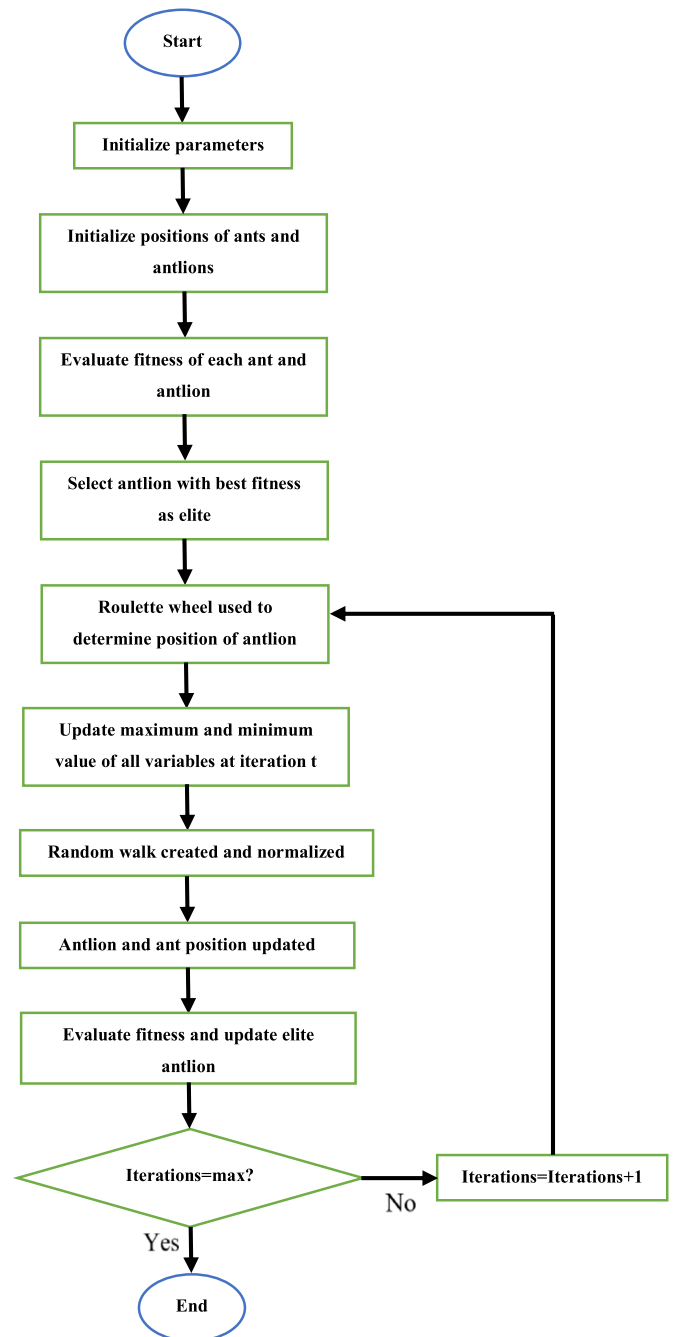 Start
Initialize parameters
Initialize positions of ants and
antlions
Evaluate fitness of each ant and
antlion
Select antlion with best fitness
as elite
Roulette wheel used to
determine position of antlion
Update maximum and minimum
value of all variables at iteration t
Random walk created and normalized
Antlion and ant position updated
Evaluate fitness and update elite
antlion
Iterations=max?
Iterations=Iterations+1
No
Yes
End